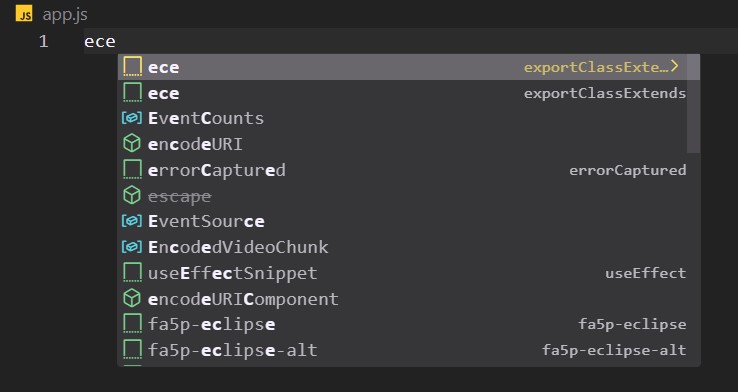 JS app.js
1 ece
ece exportClassExte…
ece exportClassExtends
EventCounts
encodeURI
errorCaptured errorCaptured
escape
EventSource
EncodedVideoChunk
useEffectSnippet useEffect
encodeURIComponent
fa5p-eclipse fa5p-eclipse
fa5p-eclipse-alt fa5p-eclipse-alt